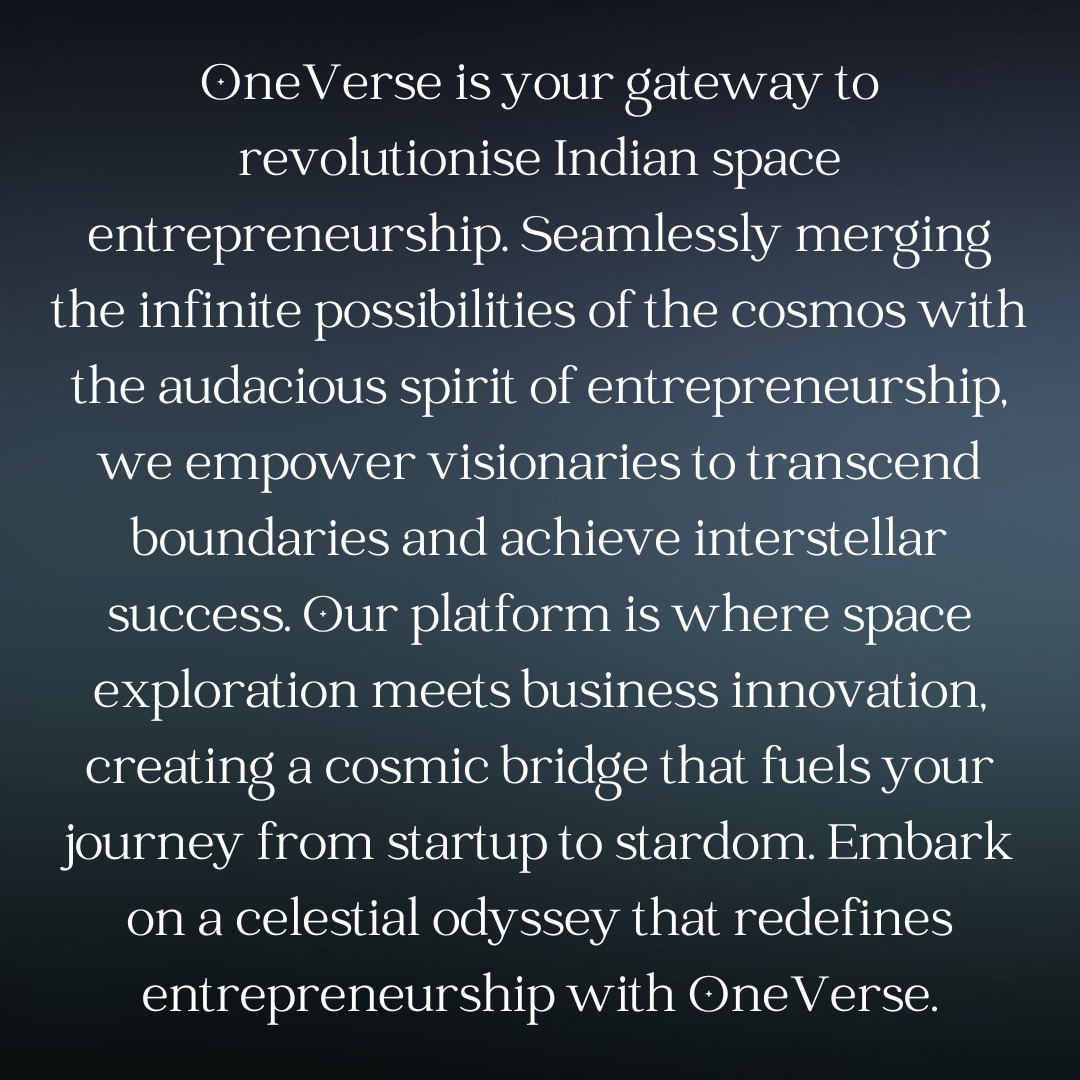 OneVerse is your gateway to
revolutionise Indian space
entrepreneurship. Seamlessly merging
the infinite possibilities of the cosmos with
the audacious spirit of entrepreneurship,
we empower visionaries to transcend
boundaries and achieve interstellar
success. Our platform is where space
exploration meets business innovation,
creating a cosmic bridge that fuels your
journey from startup to stardom. Embark
on a celestial odyssey that redefines
entrepreneurship with OneVerse.